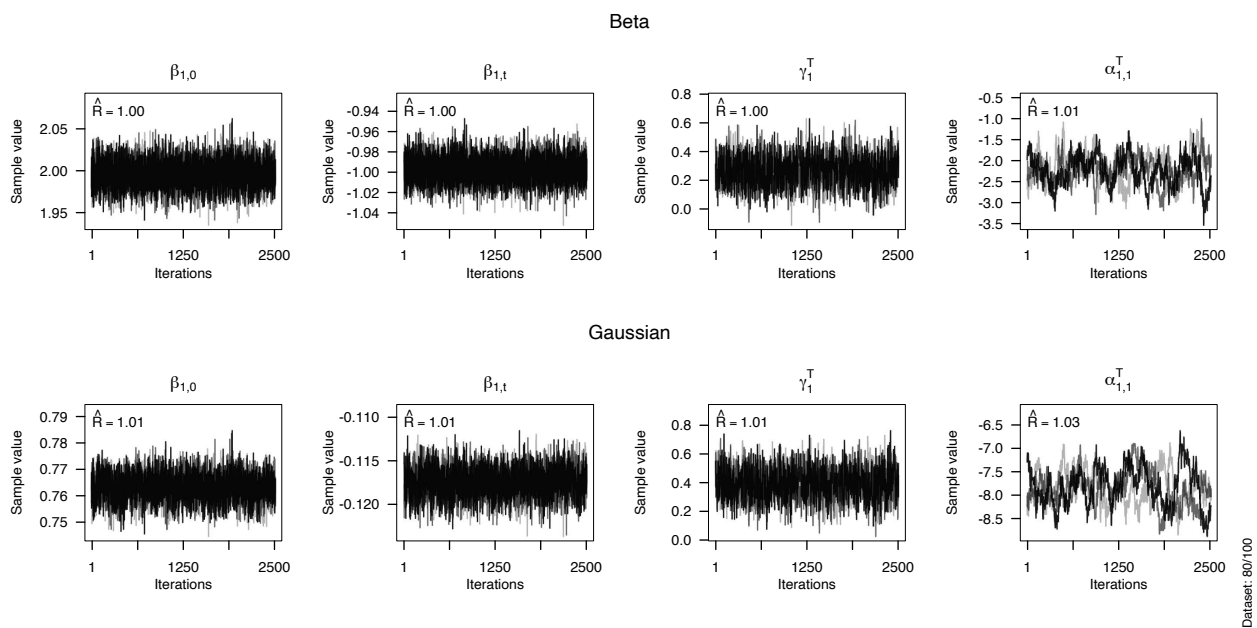 Beta
β1,0
β1,t
γ1T
α1,1T
R̂ = 1.00
R̂ = 1.00
R̂ = 1.00
R̂ = 1.01
Sample value
2.05
2.00
1.95
1 1250 2500
Iterations
Sample value
-0.94
-0.96
-0.98
-1.00
-1.02
-1.04
1 1250 2500
Iterations
Sample value
0.8
0.6
0.4
0.2
0.0
1 1250 2500
Iterations
Sample value
-0.5
-1.0
-1.5
-2.0
-2.5
-3.0
-3.5
1 1250 2500
Iterations
Gaussian
β1,0
β1,t
γ1T
α1,1T
R̂ = 1.01
R̂ = 1.01
R̂ = 1.01
R̂ = 1.03
Sample value
0.79
0.78
0.77
0.76
0.75
1 1250 2500
Iterations
Sample value
-0.110
-0.115
-0.120
1 1250 2500
Iterations
Sample value
0.8
0.6
0.4
0.2
0.0
1 1250 2500
Iterations
Sample value
-6.5
-7.0
-7.5
-8.0
-8.5
1 1250 2500
Iterations
Dataset: 80/100